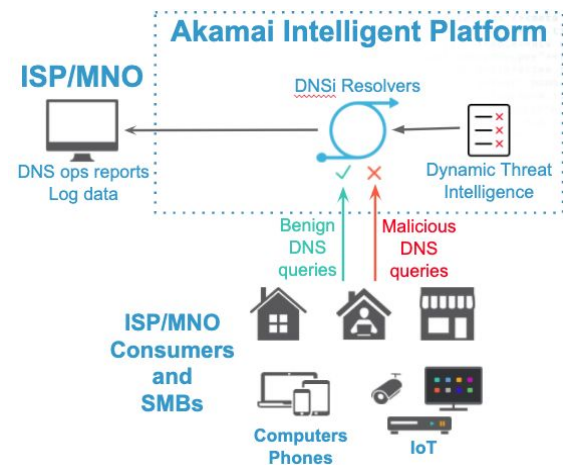 Akamai Intelligent Platform
ISP/MNO
DNSi Resolvers
DNS ops reports
Log data
Dynamic Threat
Intelligence
Benign
DNS
queries
Malicious
DNS
queries
ISP/MNO
Consumers
and
SMBs
Computers
Phones
IoT